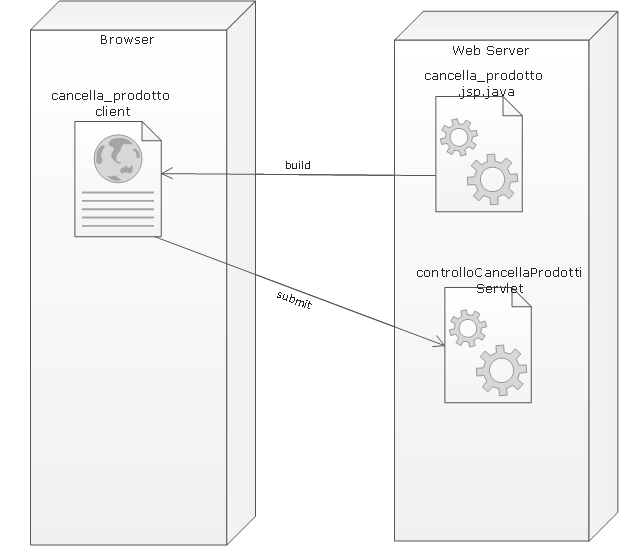 Browser
Web Server
cancella_prodotto
.jsp.java
cancella_prodotto
client
build
controlloCancellaProdotti
Servlet
submit